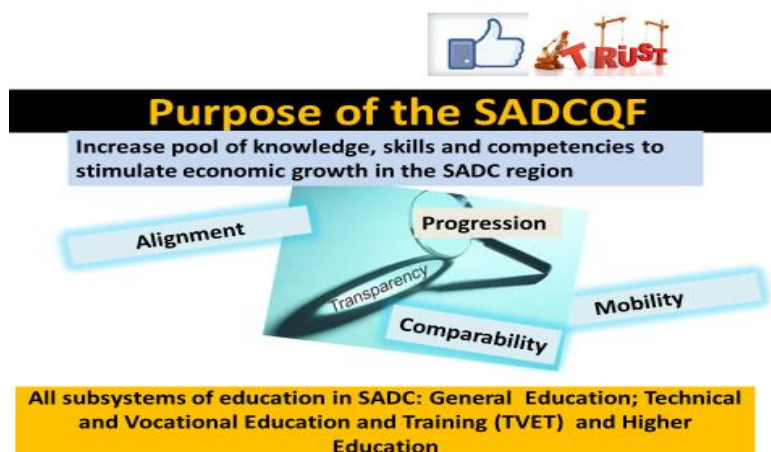 TRUST
Purpose of the SADCQF
Increase pool of knowledge, skills and competencies to
stimulate economic growth in the SADC region
Alignment
Progression
Transparency
Comparability
Mobility
All subsystems of education in SADC: General Education; Technical
and Vocational Education and Training (TVET) and Higher
Education